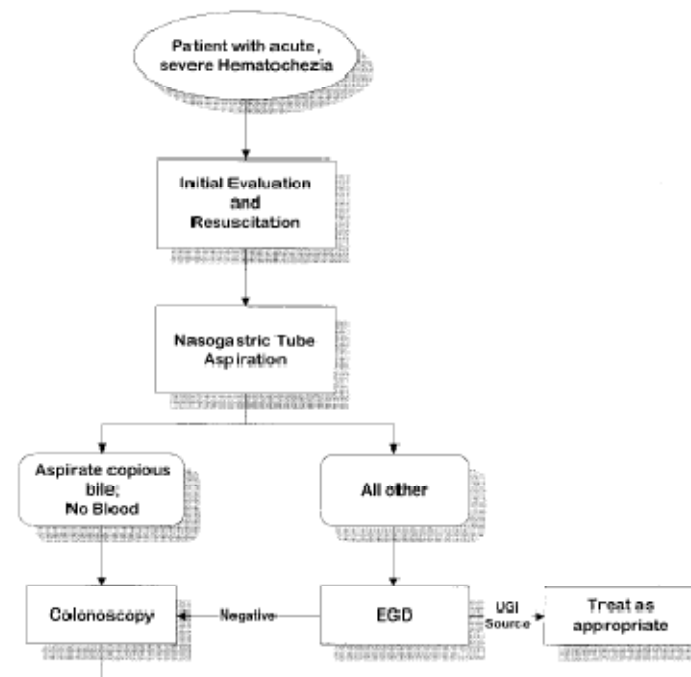 Patient with acute,
severe Hematochezia
Initial Evaluation
and
Resuscitation
Nasogastric Tube
Aspiration
Aspirate copious
bile;
No Blood
All other
Colonoscopy
Negative
EGD
UGI
Source
Treat as
appropriate